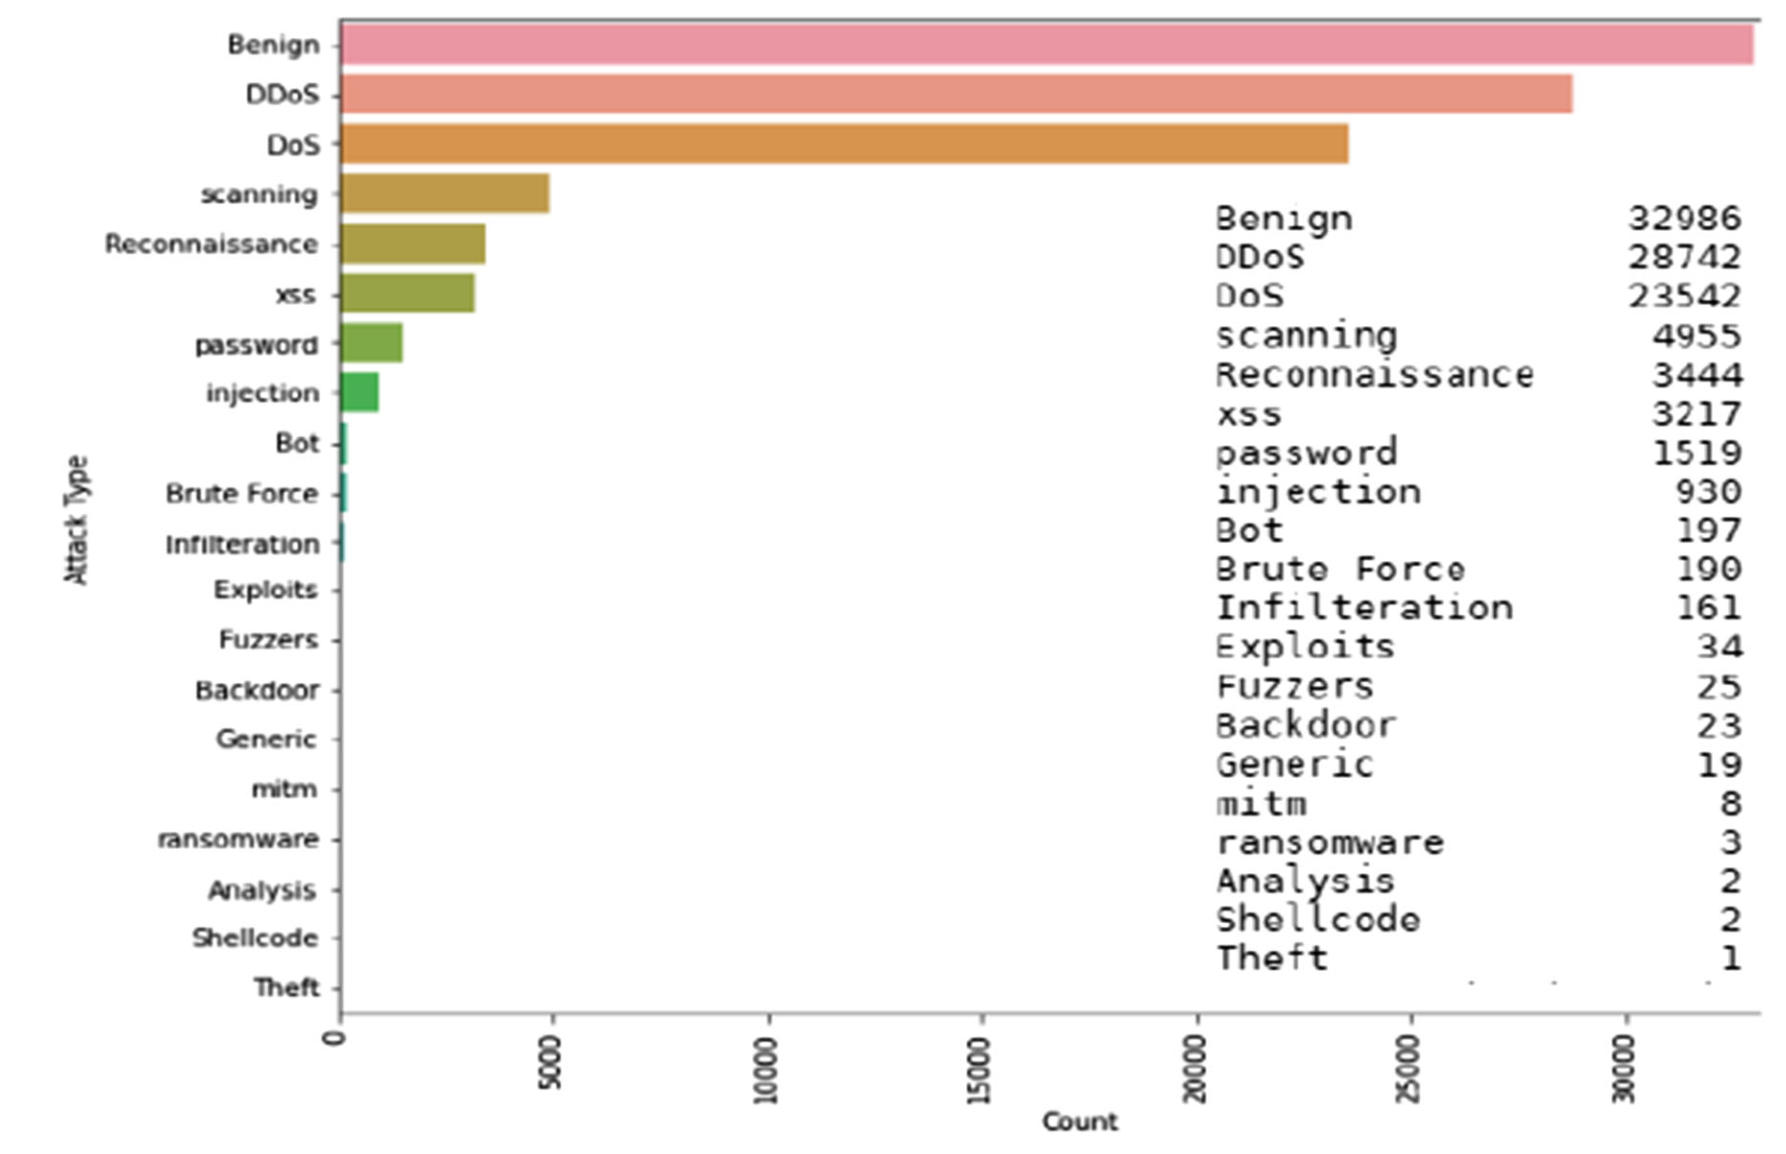 Benign
DDoS
DoS
scanning
Reconnaissance
xss
password
injection
Bot
Brute Force
Infilteration
Exploits
Fuzzers
Backdoor
Generic
mitm
ransomware
Analysis
Shellcode
Theft
Attack Type
0
5000
10000
15000
20000
25000
30000
Count
Benign 32986
DDoS 28742
DoS 23542
scanning 4955
Reconnaissance 3444
xss 3217
password 1519
injection 930
Bot 197
Brute Force 190
Infilteration 161
Exploits 34
Fuzzers 25
Backdoor 23
Generic 19
mitm 8
ransomware 3
Analysis 2
Shellcode 2
Theft 1